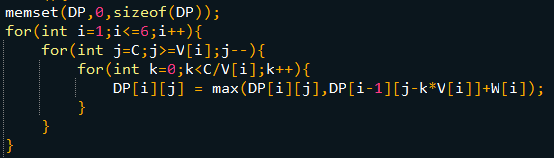 memset(DP,0,sizeof(DP));
for(int i=1;i<=6;i++){
for(int j=C;j>=V[i];j--){
for(int k=0;k<C/V[i];k++){
DP[i][j] = max(DP[i][j],DP[i-1][j-k*V[i]]+W[i]);
}
}
}